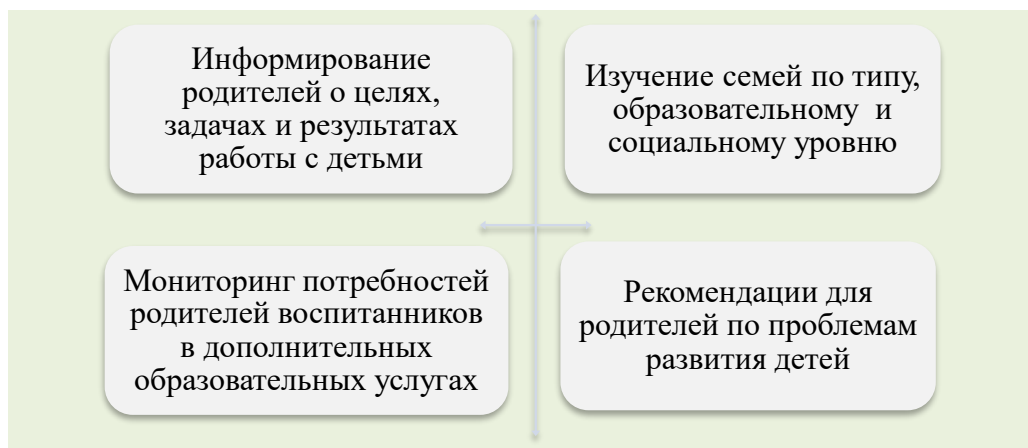 Информирование
родителей о целях,
задачах и результатах
работы с детьми
Изучение семей по типу,
образовательному и
социальному уровню
Мониторинг потребностей
родителей воспитанников
в дополнительных
образовательных услугах
Рекомендации для
родителей по проблемам
развития детей